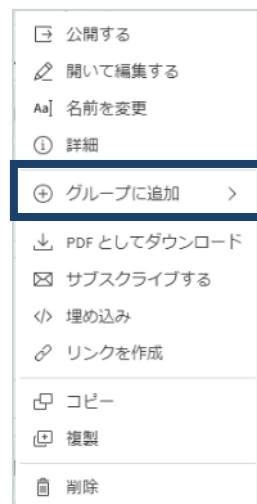 公開する
開いて編集する
Aa 名前を変更
詳細
グループに追加
PDF としてダウンロード
サブスクライブする
埋め込み
リンクを作成
コピー
複製
削除